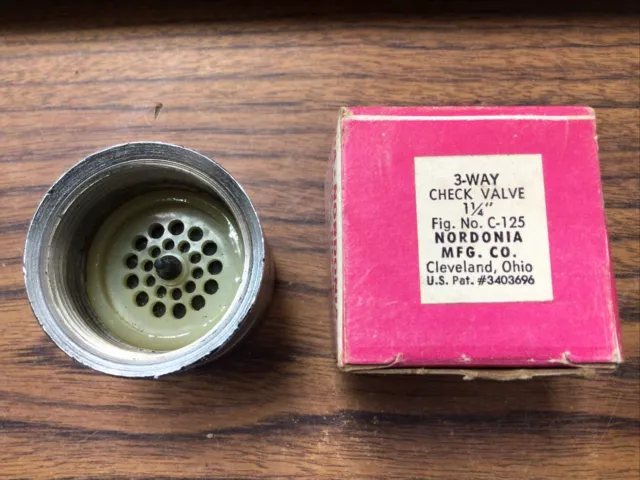 3-WAY
CHECK VALVE
1¼"
Fig. No. C-125
NORDONIA
MFG. CO.
Cleveland, Ohio
U.S. Pat. #3403696